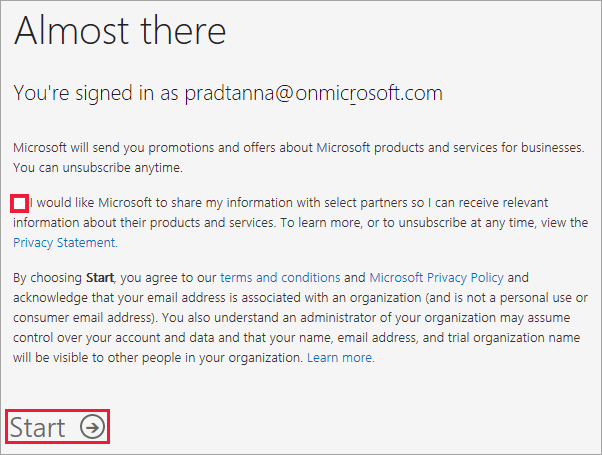 Almost there
You're signed in as pradtanna@onmicrosoft.com
Microsoft will send you promotions and offers about Microsoft products and services for businesses.
You can unsubscribe anytime.
I would like Microsoft to share my information with select partners so I can receive relevant
information about their products and services. To learn more, or to unsubscribe at any time, view the
Privacy Statement.
By choosing Start, you agree to our terms and conditions and Microsoft Privacy Policy and
acknowledge that your email address is associated with an organization (and is not a personal use or
consumer email address). You also understand an administrator of your organization may assume
control over your account and data and that your name, email address, and trial organization name
will be visible to other people in your organization. Learn more.
Start